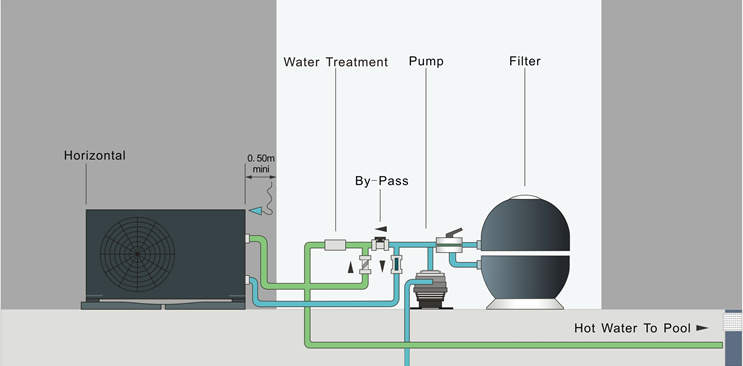 Water Treatment
Pump
Filter
Horizontal
0.50m
mini
By-Pass
Hot Water To Pool